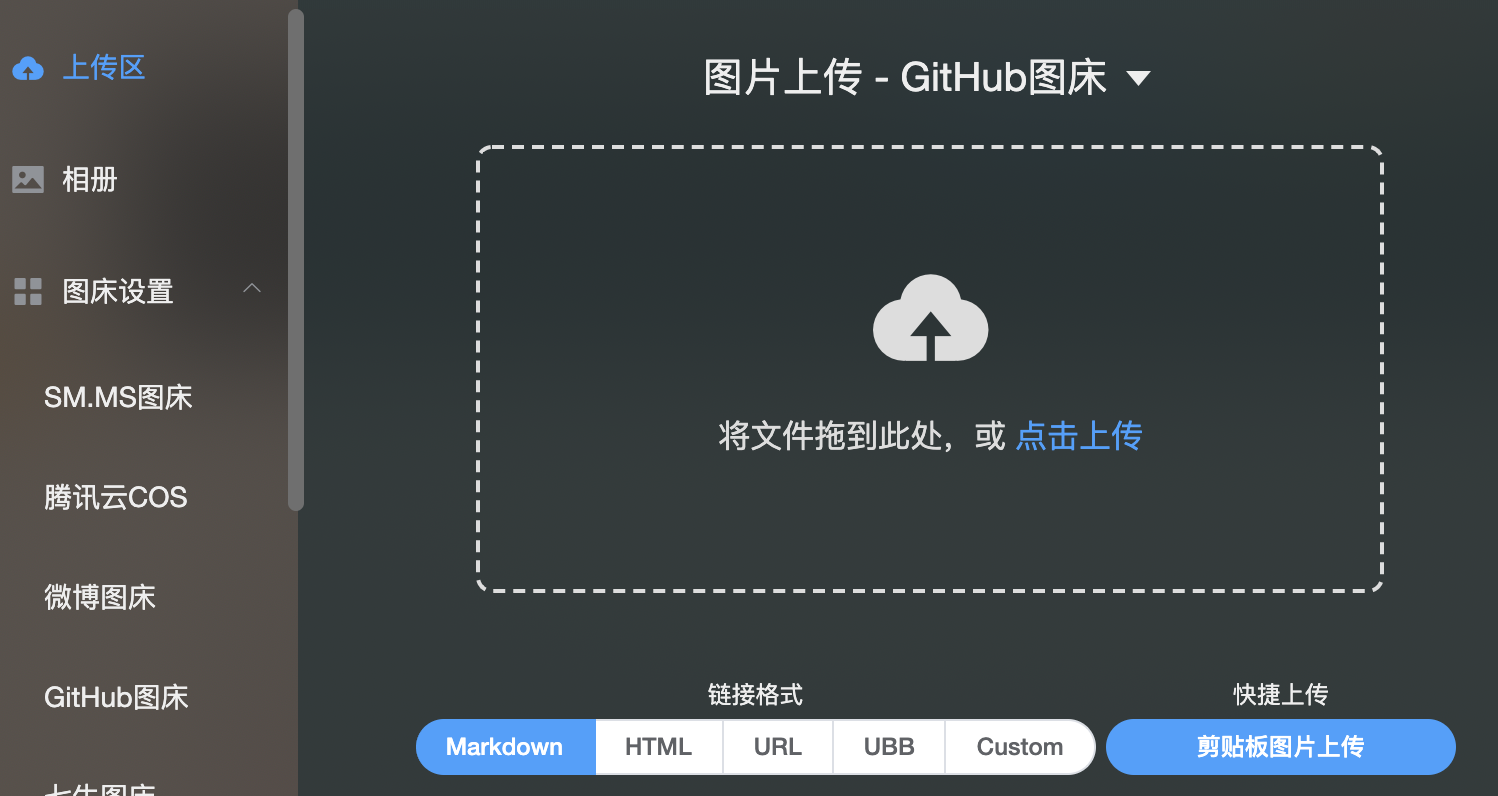 上传区
相册
图床设置
SM.MS图床
腾讯云COS
微博图床
GitHub图床
七牛图床
图片上传 - GitHub图床
将文件拖到此处，或 点击上传
链接格式
Markdown HTML URL UBB Custom
快捷上传
剪贴板图片上传